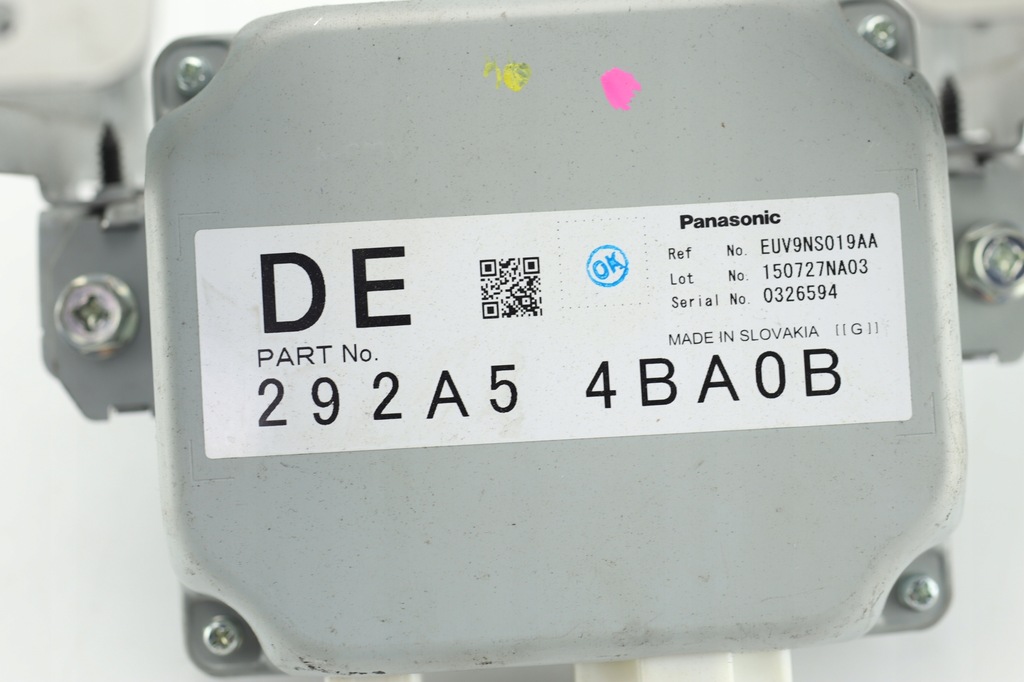 DE
OK
Panasonic
Ref No. EUV9NS019AA
Lot No. 150727NA03
Serial No. 0326594
MADE IN SLOVAKIA [[G]]
PART No.
292A5 4BA0B